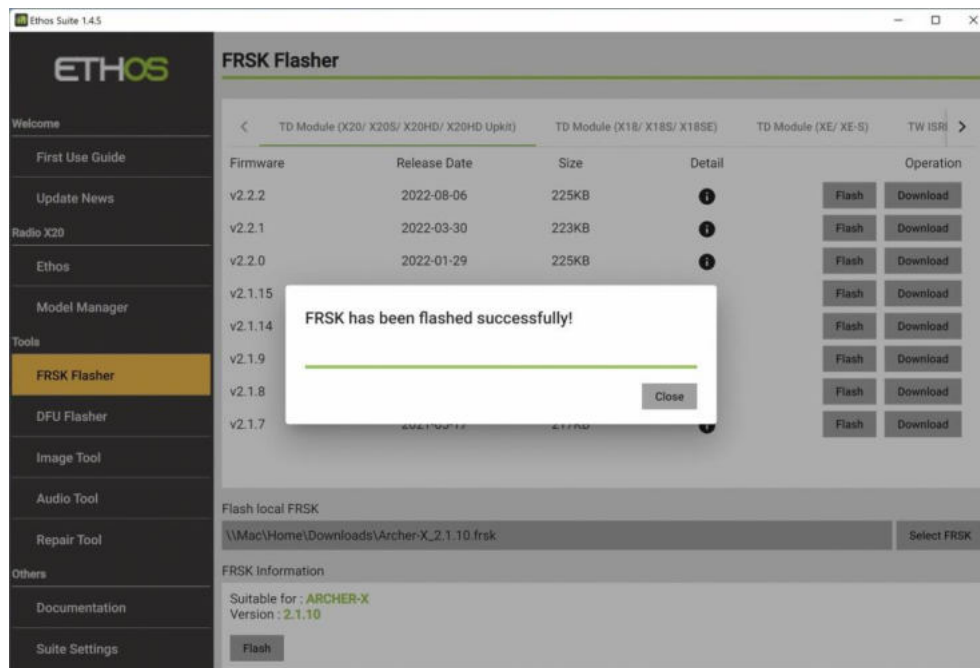 Ethos Suite 1.4.5
ETHOS
Welcome
First Use Guide
Update News
Radio X20
Ethos
Model Manager
Tools
FRSK Flasher
DFU Flasher
Image Tool
Audio Tool
Repair Tool
Others
Documentation
Suite Settings
FRSK Flasher
TD Module (X20/ X20S/ X20HD/ X20HD Upkit) TD Module (X18/ X18S/ X18SE) TD Module (XE/ XE-S) TW
Firmware Release Date Size Detail Operation
v2.2.2 2022-08-06 225KB Flash Download
v2.2.1 2022-03-30 223KB Flash Download
v2.2.0 2022-01-29 225KB Flash Download
v2.1.15 Flash Download
v2.1.14 Flash Download
v2.1.9 Flash Download
v2.1.8 Flash Download
v2.1.7 Flash Download
FRSK has been flashed successfully!
Close
Flash local FRSK
\\Mac\Home\Downloads\Archer-X_2.1.10.frsk Select FRSK
FRSK Information
Suitable for : ARCHER-X
Version : 2.1.10
Flash